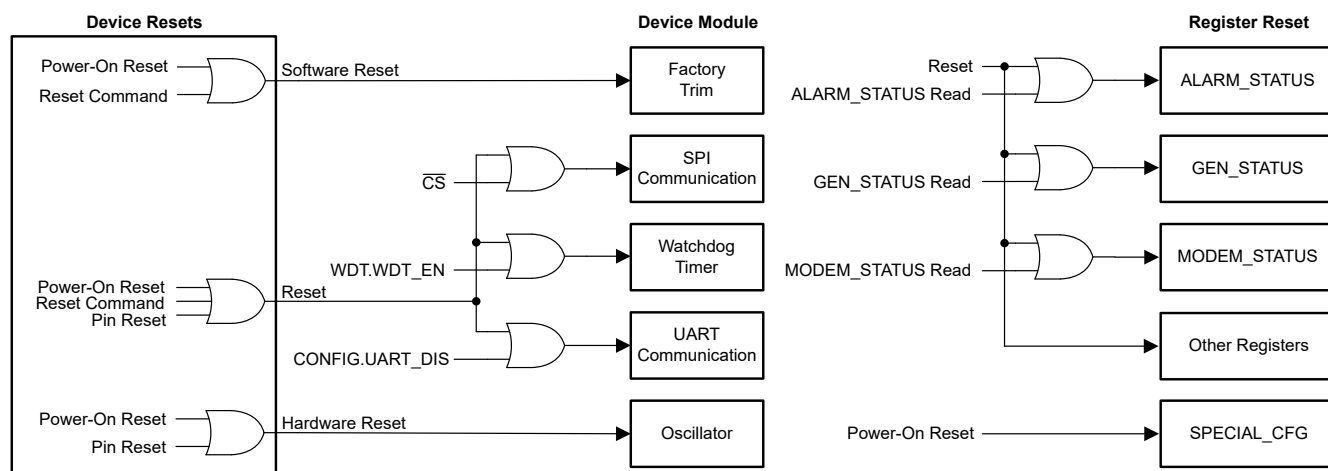 Device Resets
Device Module
Register Reset
Power-On Reset
Reset Command
Software Reset
Factory
Trim
Reset
ALARM_STATUS Read
ALARM_STATUS
CS
SPI
Communication
GEN_STATUS Read
GEN_STATUS
WDT.WDT_EN
Watchdog
Timer
MODEM_STATUS Read
MODEM_STATUS
Power-On Reset
Reset Command
Pin Reset
Reset
CONFIG.UART_DIS
UART
Communication
Other Registers
Power-On Reset
Pin Reset
Hardware Reset
Oscillator
Power-On Reset
SPECIAL_CFG